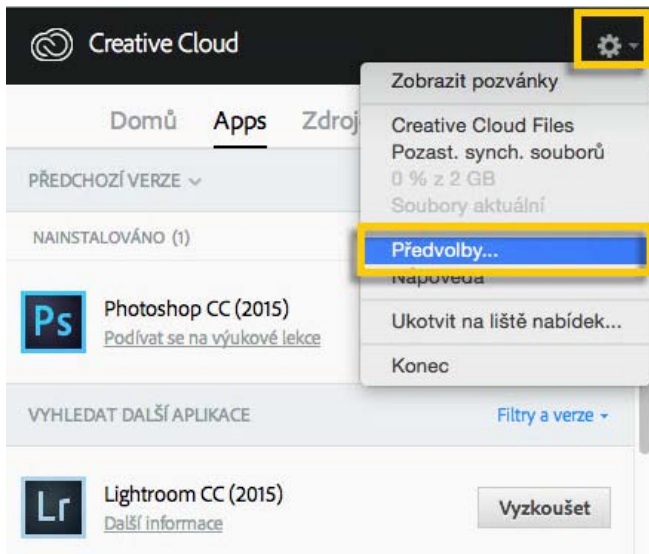 Creative Cloud
Zobrazit pozvánky
Domů Apps Zdroj
Creative Cloud Files
Pozast. synch. souborů
0 % z 2 GB
Soubory aktuální
PŘEDCHOZÍ VERZE
NAINSTALOVÁNO (1)
Předvolby...
Nápověda
Ps
Photoshop CC (2015)
Podívat se na výukové lekce
Ukotvit na liště nabídek...
Konec
VYHLEDAT DALŠÍ APLIKACE Filtry a verze
Lr
Lightroom CC (2015)
Další informace
Vyzkoušet